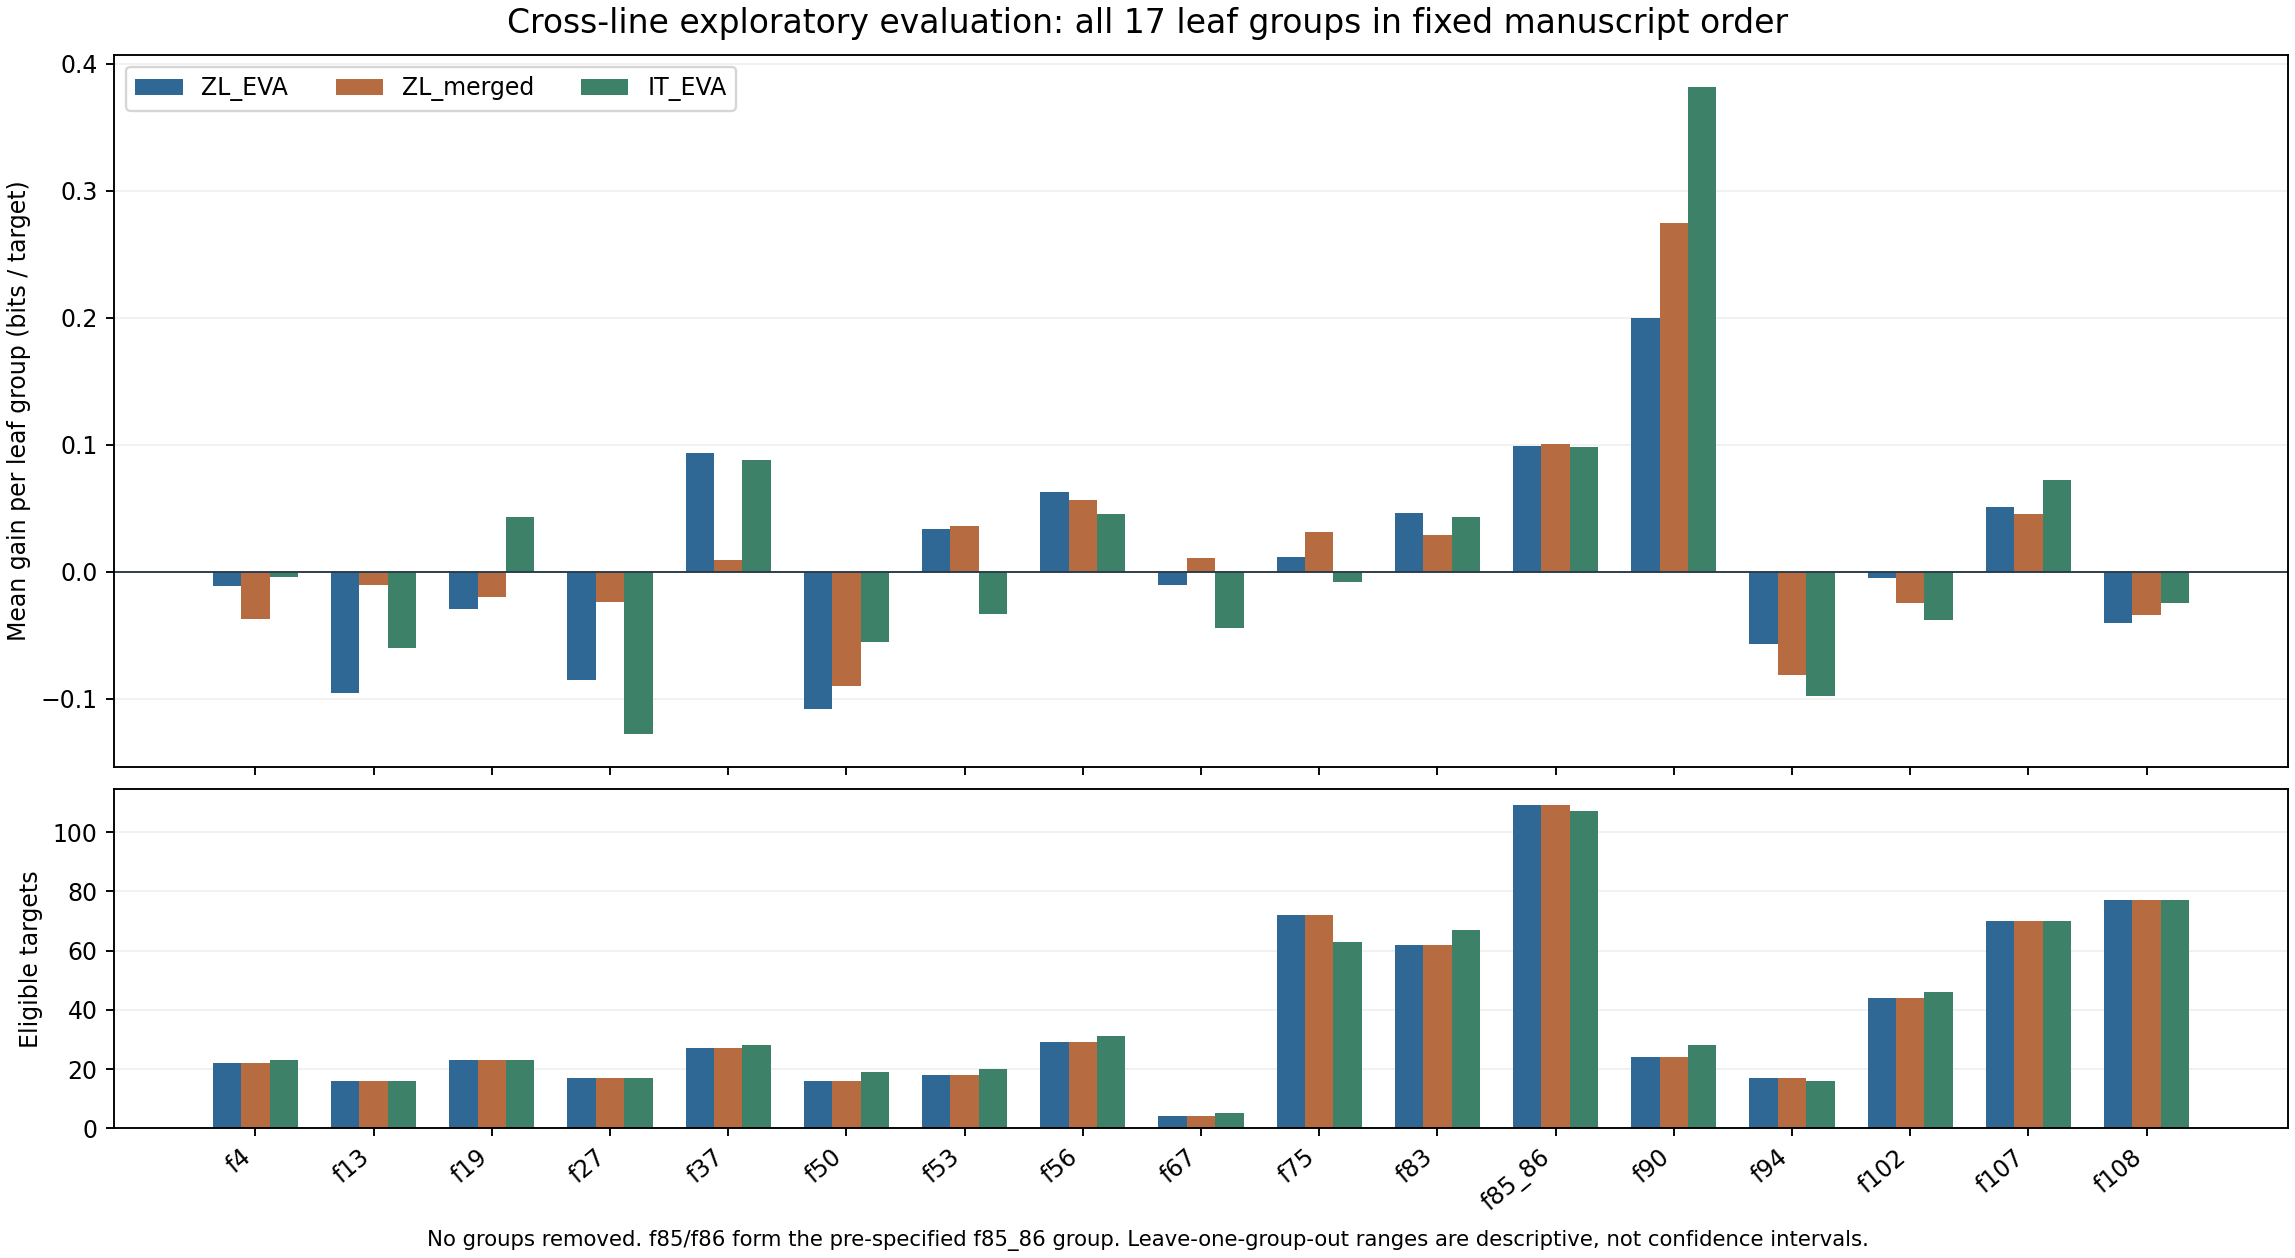 Cross-line exploratory evaluation: all 17 leaf groups in fixed manuscript order
ZL_EVA ZL_merged IT_EVA
Mean gain per leaf group (bits / target)
0.4
0.3
0.2
0.1
0.0
−0.1
Eligible targets
100
80
60
40
20
0
f4 f13 f19 f27 f37 f50 f53 f56 f67 f75 f83 f85_86 f90 f94 f102 f107 f108
No groups removed. f85/f86 form the pre-specified f85_86 group. Leave-one-group-out ranges are descriptive, not confidence intervals.